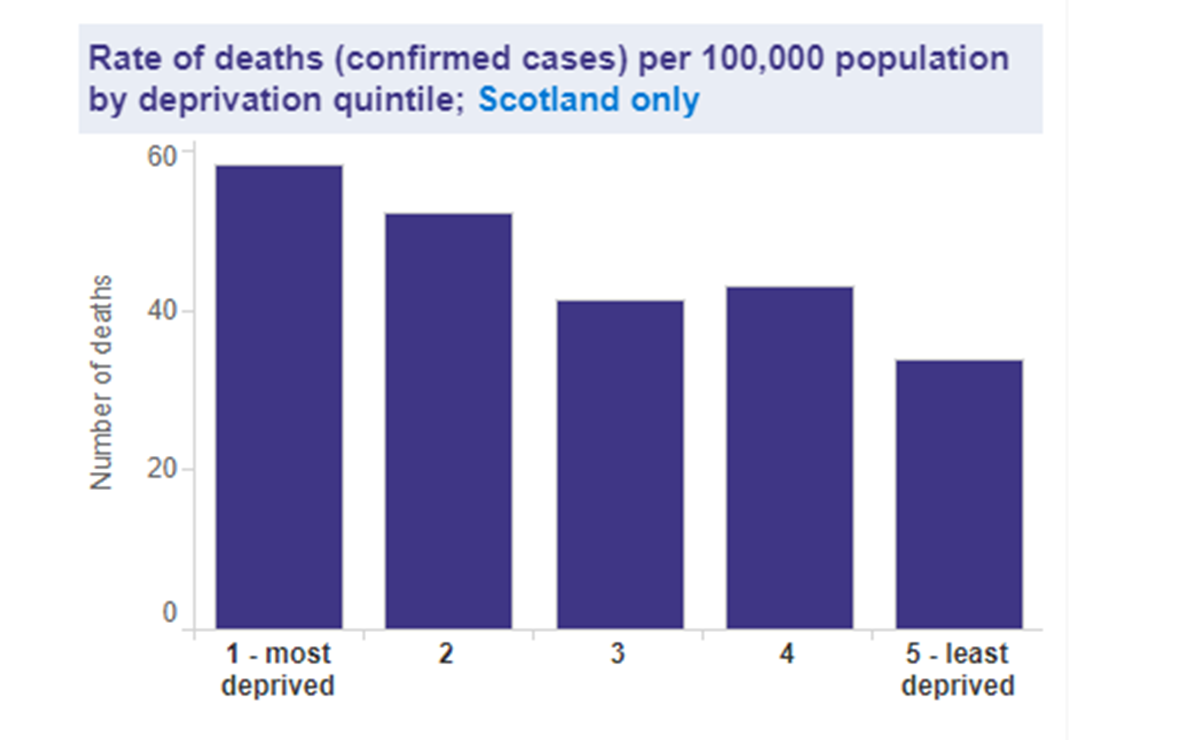 Rate of deaths (confirmed cases) per 100,000 population
by deprivation quintile; Scotland only
60
40
20
0
Number of deaths
1 - most
deprived
2
3
4
5 - least
deprived